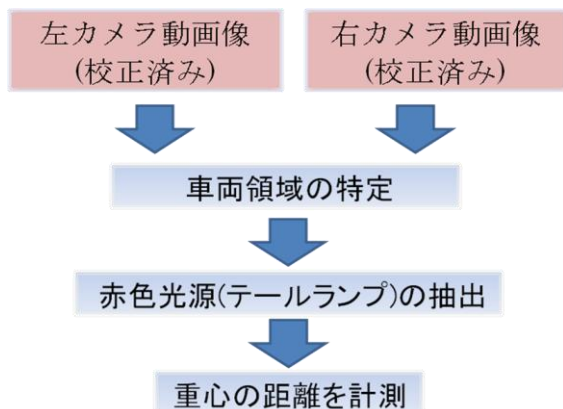 左カメラ動画像
(校正済み)
右カメラ動画像
(校正済み)
車両領域の特定
赤色光源(テールランプ)の抽出
重心の距離を計測